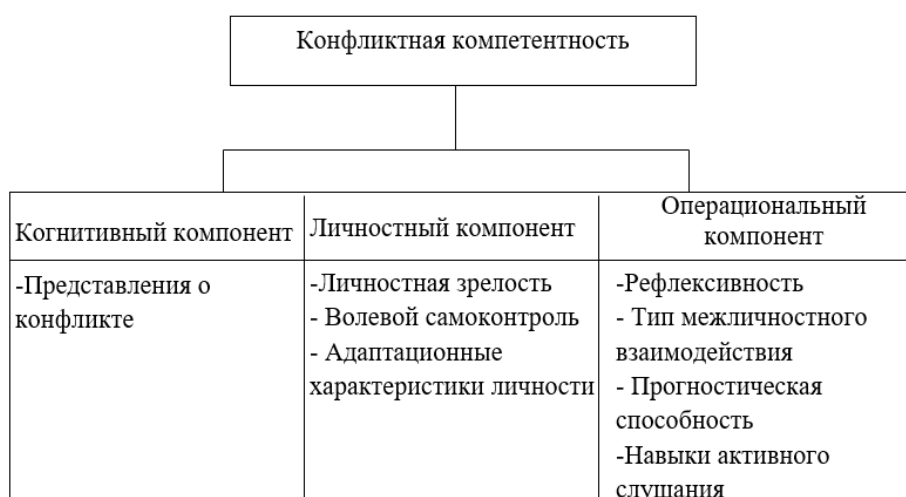 Конфликтная компетентность
Когнитивный компонент
-Представления о
конфликте
Личностный компонент
-Личностная зрелость
- Волевой самоконтроль
- Адаптационные
характеристики личности
Операциональный
компонент
-Рефлексивность
- Тип межличностного
взаимодействия
- Прогностическая
способность
-Навыки активного
слушания